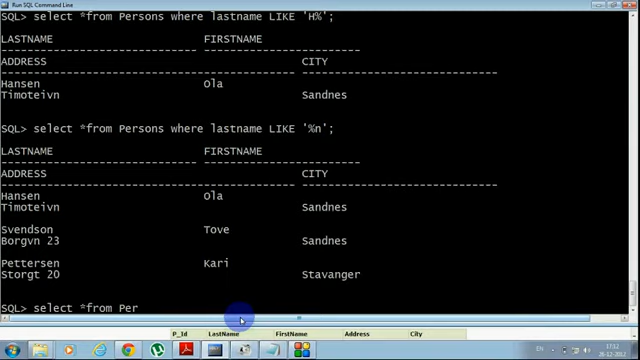 Run SQL Command Line
SQL> select *from Persons where lastname LIKE 'H%';
LASTNAME FIRSTNAME
ADDRESS CITY
Hansen Ola
Timoteivn Sandnes
SQL> select *from Persons where lastname LIKE '%n';
LASTNAME FIRSTNAME
ADDRESS CITY
Hansen Ola
Timoteivn Sandnes
Svendson Tove
Borgvn 23 Sandnes
Pettersen Kari
Storgt 20 Stavanger
SQL> select *from Per
P_Id LastName FirstName Address City
EN 17:12
26-12-2012